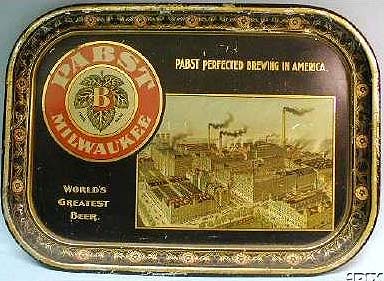 PABST
B
MILWAUKEE
PABST PERFECTED BREWING IN AMERICA.
WORLD'S
GREATEST
BEER.